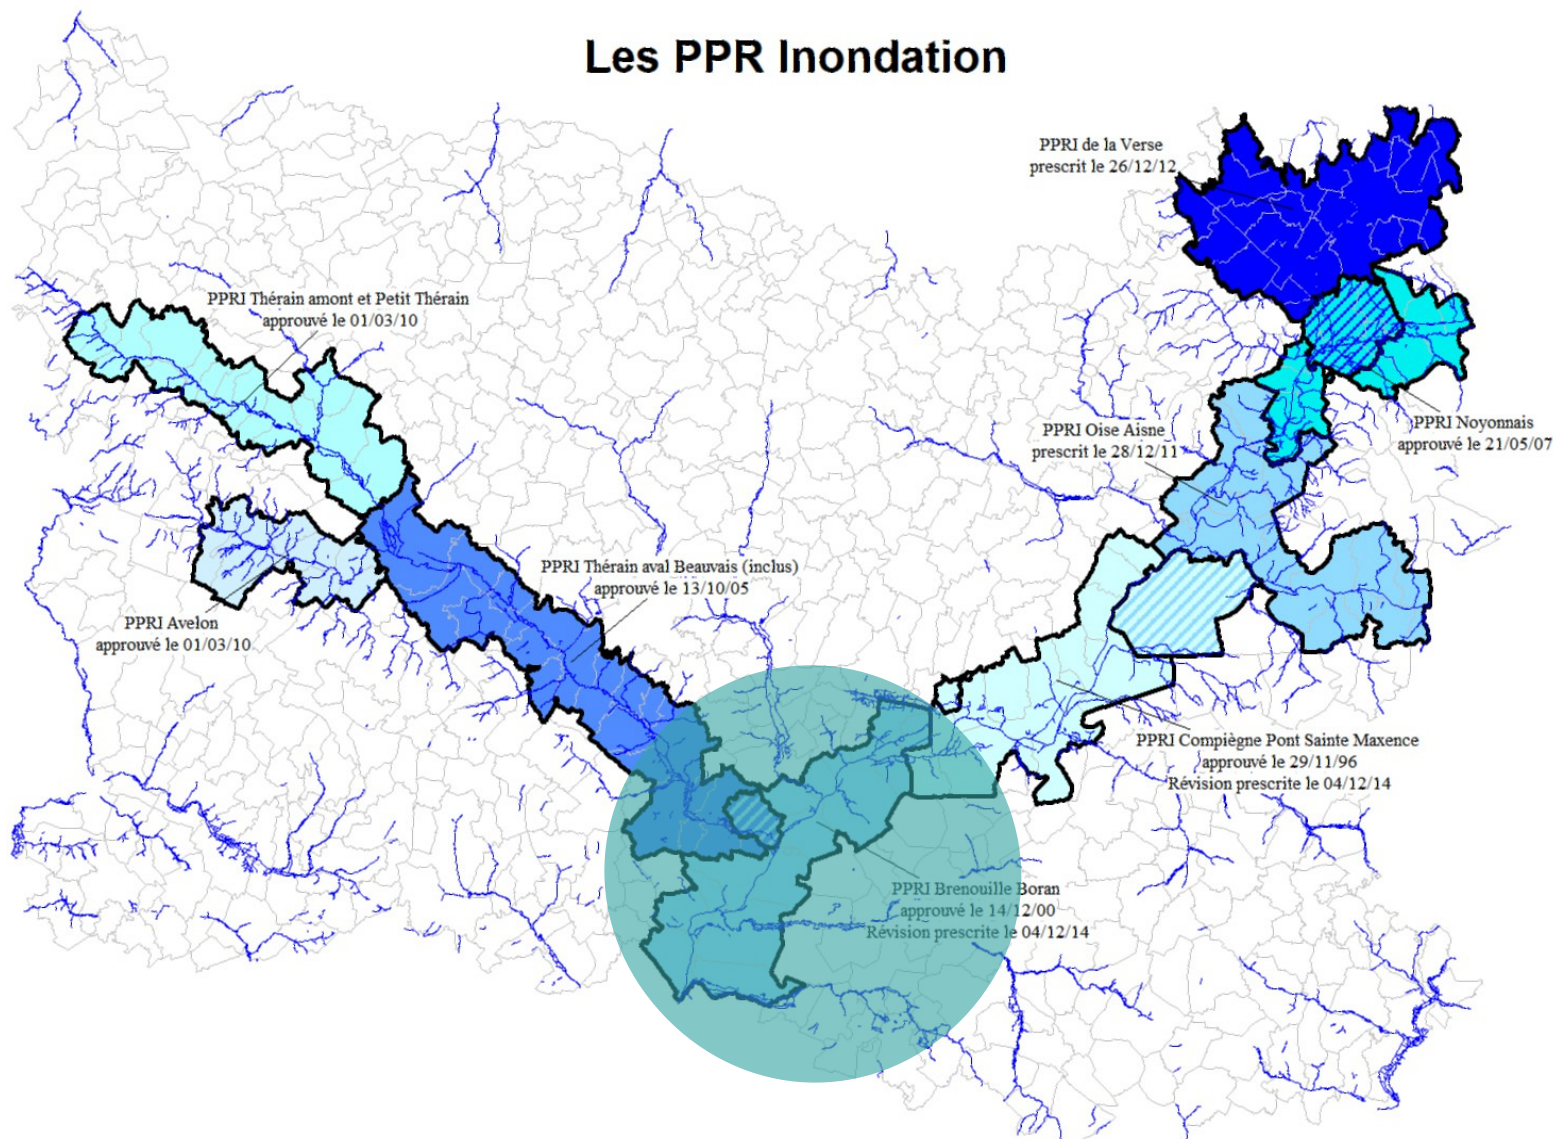 Les PPR Inondation
PPRI de la Verse
prescrit le 26/12/12
PPRI Thérain amont et Petit Thérain
approuvé le 01/03/10
PPRI Noyonnais
approuvé le 21/05/07
PPRI Oise Aisne
prescrit le 28/12/11
PPRI Thérain aval Beauvais (inclus)
approuvé le 13/10/05
PPRI Avelon
approuvé le 01/03/10
PPRI Compiègne Pont Sainte Maxence
approuvé le 29/11/96
Révision prescrite le 04/12/14
PPRI Brenouille Boran
approuvé le 14/12/00
Révision prescrite le 04/12/14